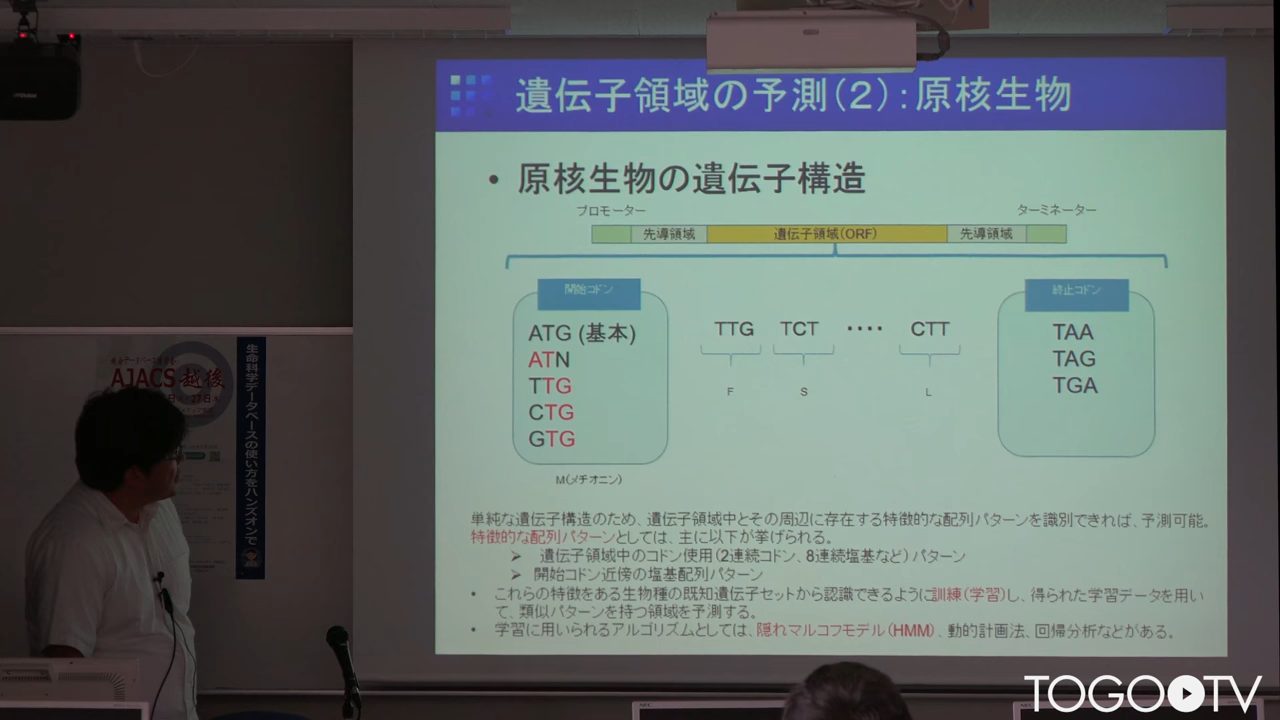 遺伝子領域の予測(2):原核生物
• 原核生物の遺伝子構造
プロモーター
ターミネーター
先導領域
遺伝子領域(ORF)
先導領域
開始コドン
ATG (基本)
ATN
TTG
CTG
GTG
M(メチオニン)
TTG TCT ････ CTT
F S L
終止コドン
TAA
TAG
TGA
単純な遺伝子構造のため、遺伝子領域中とその周辺に存在する特徴的な配列パターンを識別できれば、予測可能。
特徴的な配列パターンとしては、主に以下が挙げられる。
➢ 遺伝子領域中のコドン使用(2連続コドン、8連続塩基など)パターン
➢ 開始コドン近傍の塩基配列パターン
• これらの特徴をある生物種の既知遺伝子セットから認識できるように訓練(学習)し、得られた学習データを用い
て、類似パターンを持つ領域を予測する。
• 学習に用いられるアルゴリズムとしては、隠れマルコフモデル(HMM)、動的計画法、回帰分析などがある。
AJACS 越後
27日
生命科学データベースの使い方をハンズオンで
TOGO TV